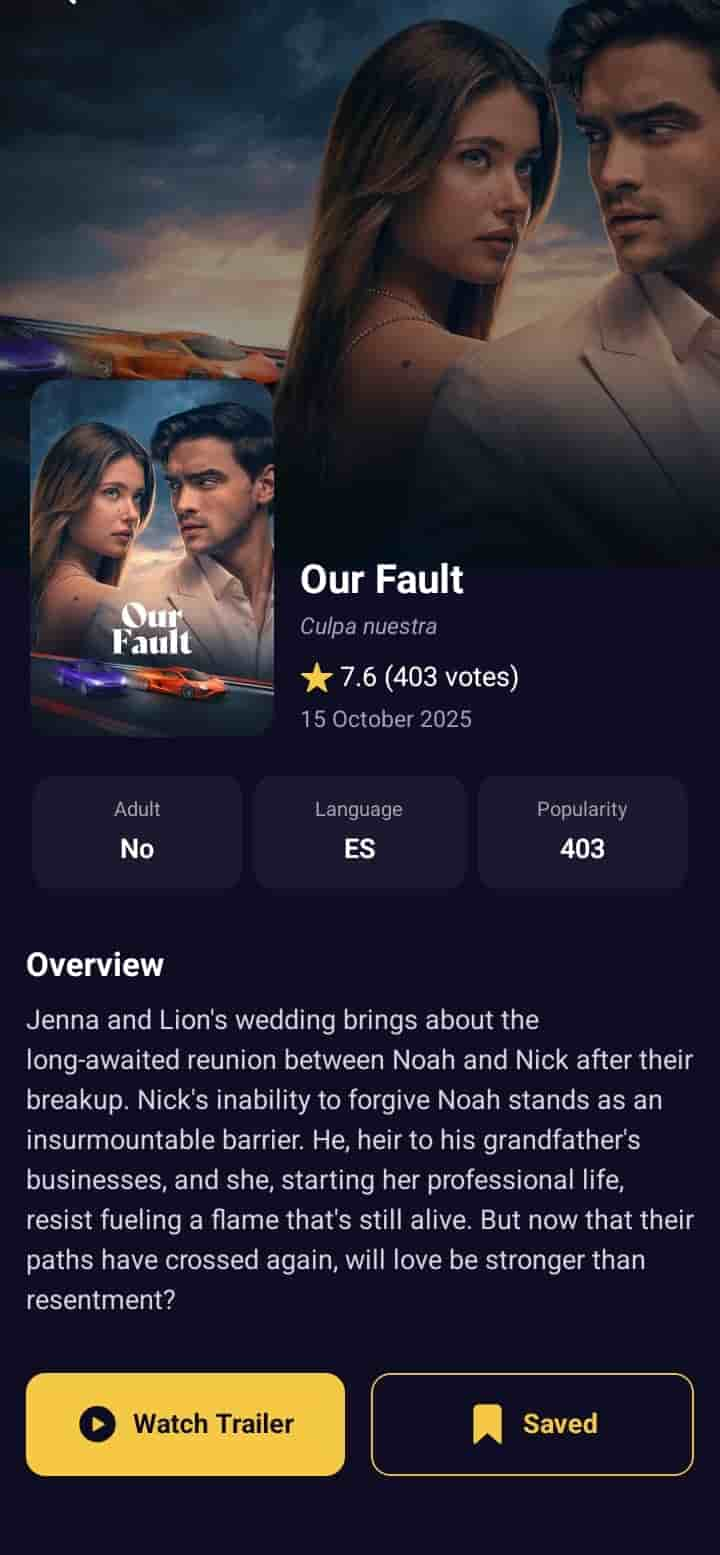 Our
Fault
Our Fault
Culpa nuestra
7.6 (403 votes)
15 October 2025
Adult
No
Language
ES
Popularity
403
Overview
Jenna and Lion's wedding brings about the
long-awaited reunion between Noah and Nick after their
breakup. Nick's inability to forgive Noah stands as an
insurmountable barrier. He, heir to his grandfather's
businesses, and she, starting her professional life,
resist fueling a flame that's still alive. But now that their
paths have crossed again, will love be stronger than
resentment?
Watch Trailer
Saved